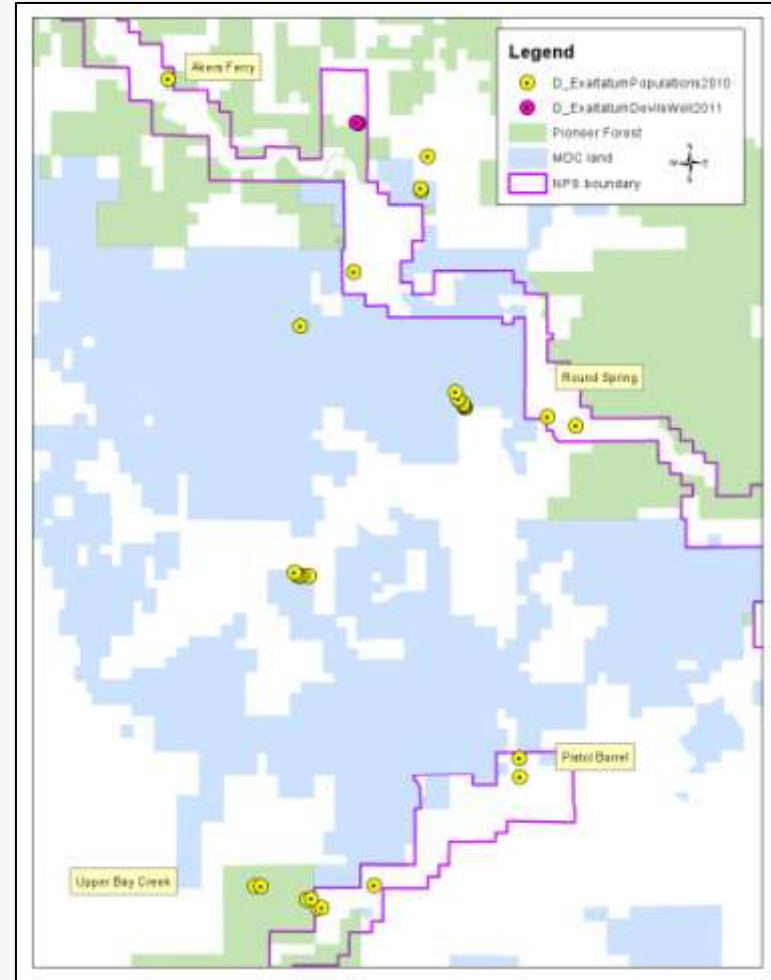 Akers Ferry
Legend
D_ExaltatumPopulations2010
D_ExaltatumDevilsWell2011
Pioneer Forest
MDC land
NPS boundary
Round Spring
Pistol Barrel
Upper Bay Creek